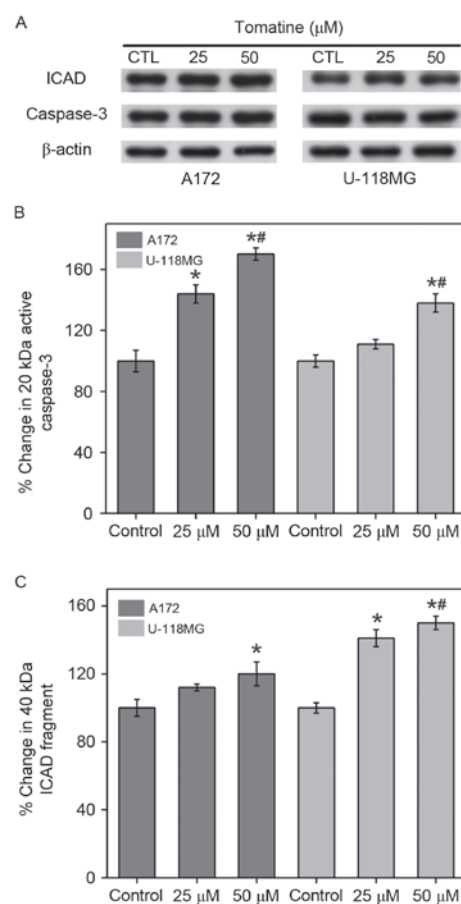 A
Tomatine (μM)
CTL 25 50 CTL 25 50
ICAD
Caspase-3
β-actin
A172 U-118MG
B
A172
U-118MG
% Change in 20 kDa active
caspase-3
160
120
80
40
0
* *# *#
Control 25 μM 50 μM Control 25 μM 50 μM
C
A172
U-118MG
% Change in 40 kDa
ICAD fragment
160
120
80
40
0
* * *#
Control 25 μM 50 μM Control 25 μM 50 μM